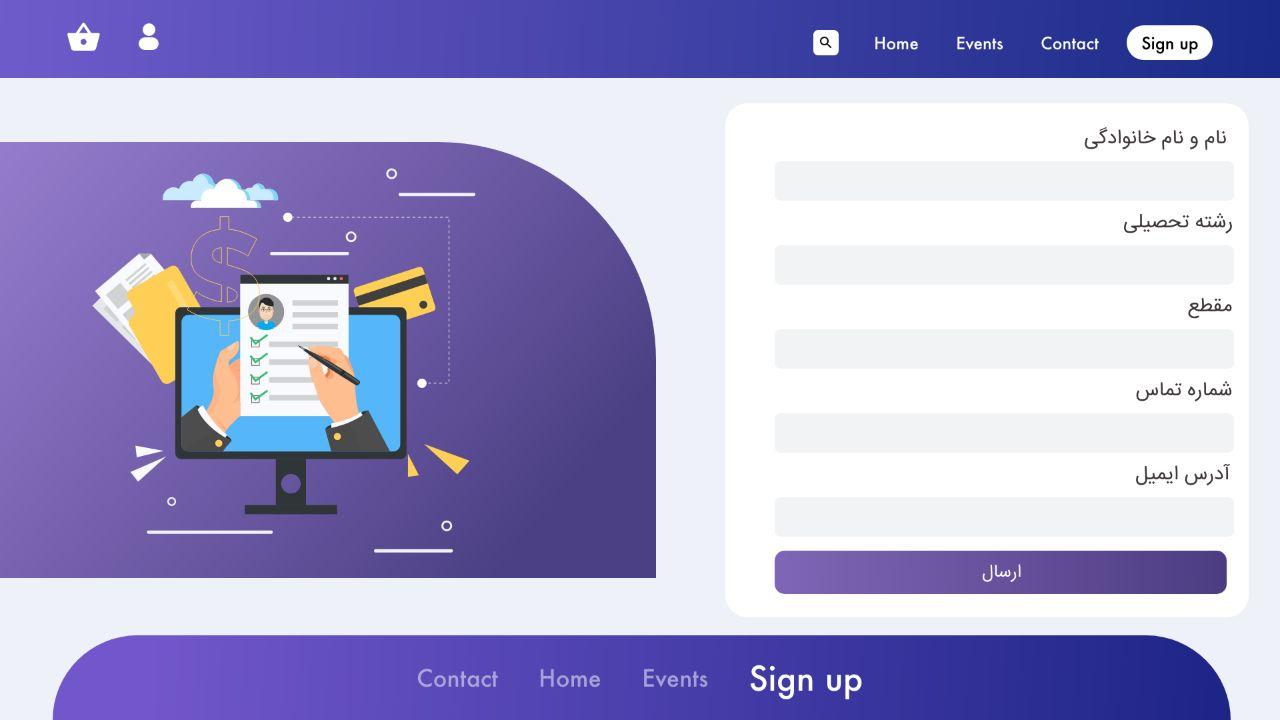 Home
Events
Contact
Sign up
نام و نام خانوادگی
رشته تحصیلی
مقطع
شماره تماس
آدرس ایمیل
ارسال
Contact
Home
Events
Sign up